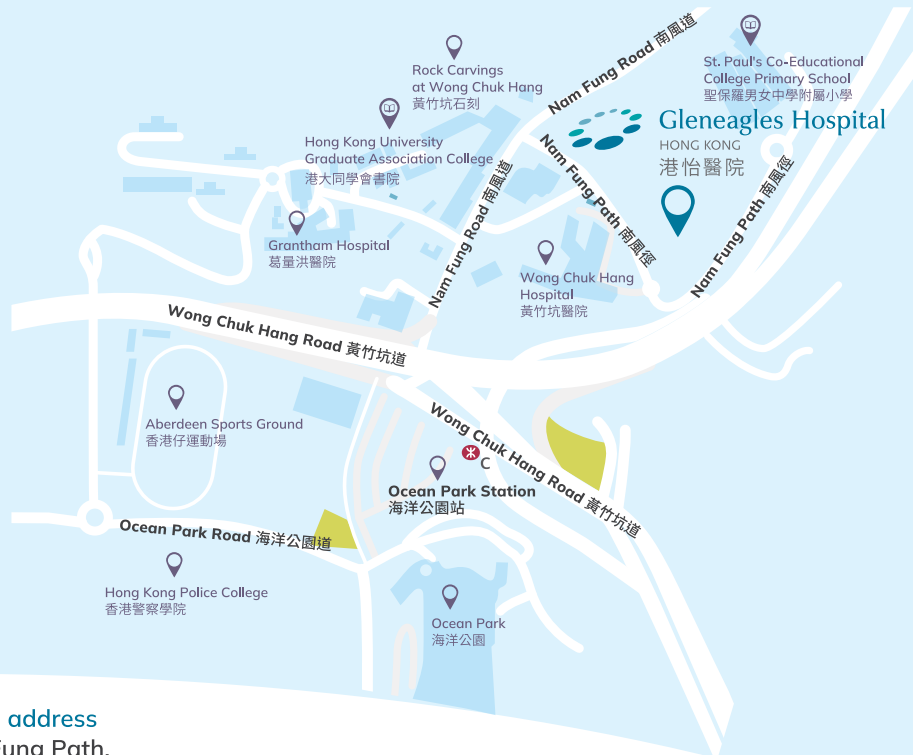 Nam Fung Road 南風道
St. Paul's Co-Educational
College Primary School
聖保羅男女中學附屬小學
Rock Carvings
at Wong Chuk Hang
黃竹坑石刻
Gleneagles Hospital
HONG KONG
港怡醫院
Hong Kong University
Graduate Association College
港大同學會書院
Nam Fung Path 南風徑
Nam Fung Path 南風徑
Nam Fung Road 南風道
Grantham Hospital
葛量洪醫院
Wong Chuk Hang
Hospital
黃竹坑醫院
Wong Chuk Hang Road 黃竹坑道
Aberdeen Sports Ground
香港仔運動場
Wong Chuk Hang Road 黃竹坑道
C
Ocean Park Station
海洋公園站
Ocean Park Road 海洋公園道
Hong Kong Police College
香港警察學院
Ocean Park
海洋公園
address
Fung Path,